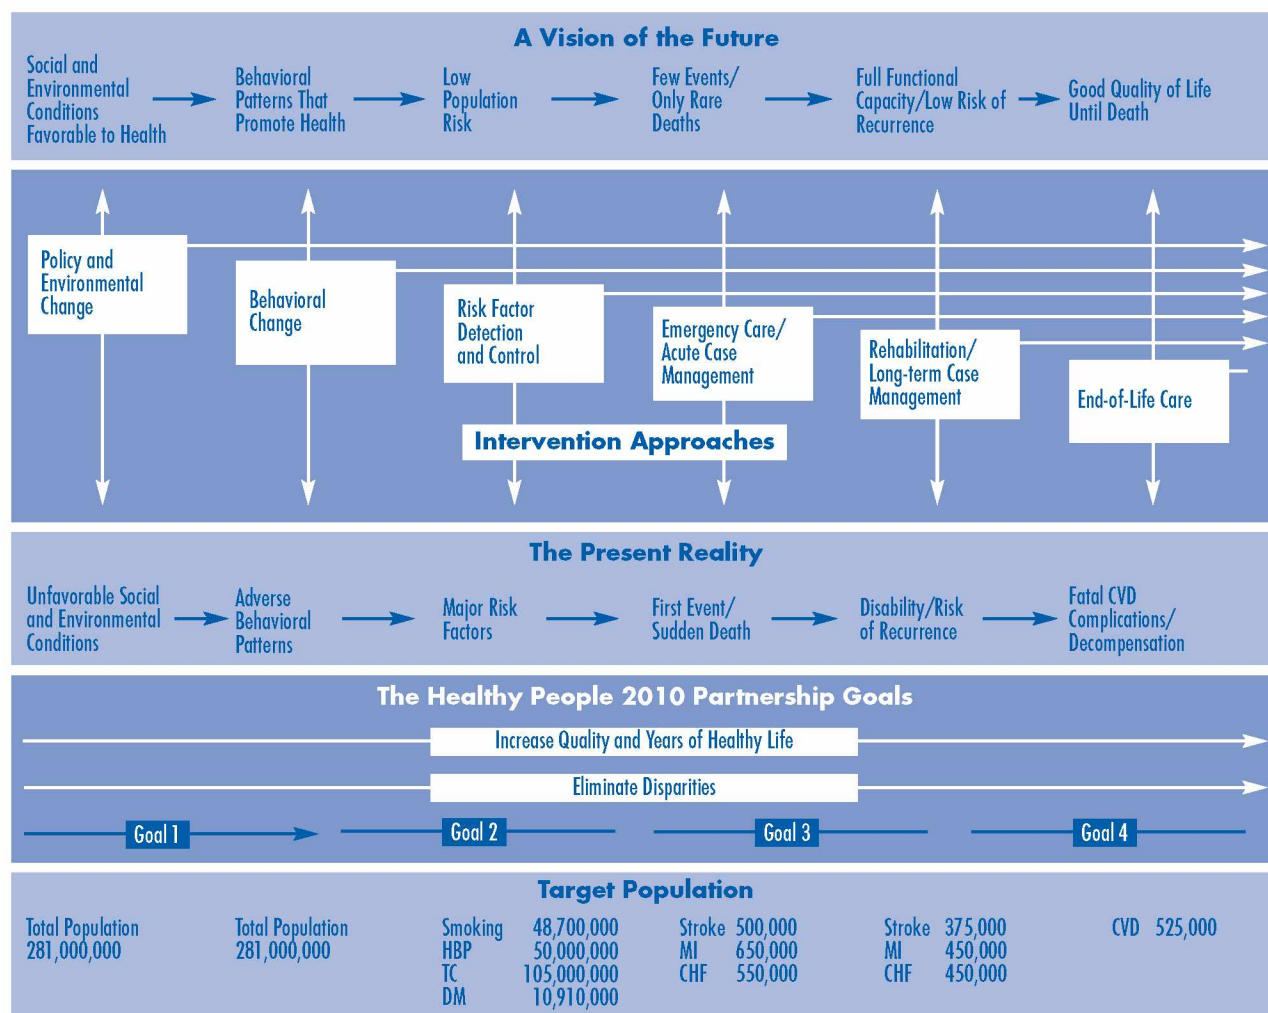 A Vision of the Future
Social and
Environmental
Conditions
Favorable to Health
Behavioral
Patterns That
Promote Health
Low
Population
Risk
Few Events/
Only Rare
Deaths
Full Functional
Capacity/Low Risk of
Recurrence
Good Quality of Life
Until Death
Policy and
Environmental
Change
Behavioral
Change
Risk Factor
Detection
and Control
Emergency Care/
Acute Case
Management
Rehabilitation/
Long-term Case
Management
End-of-Life Care
Intervention Approaches
The Present Reality
Unfavorable Social
and Environmental
Conditions
Adverse
Behavioral
Patterns
Major Risk
Factors
First Event/
Sudden Death
Disability/Risk
of Recurrence
Fatal CVD
Complications/
Decompensation
The Healthy People 2010 Partnership Goals
Increase Quality and Years of Healthy Life
Eliminate Disparities
Goal 1
Goal 2
Goal 3
Goal 4
Target Population
Total Population
281,000,000
Total Population
281,000,000
Smoking 48,700,000
HBP 50,000,000
TC 105,000,000
DM 10,910,000
Stroke 500,000
MI 650,000
CHF 550,000
Stroke 375,000
MI 450,000
CHF 450,000
CVD 525,000